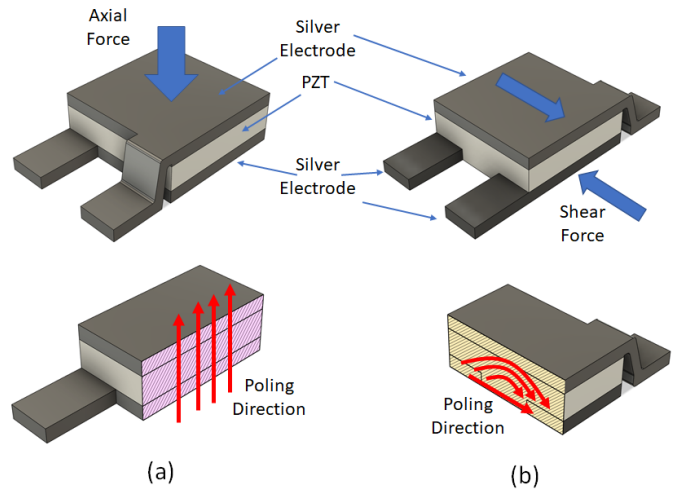 Axial
Force
Silver
Electrode
PZT
Silver
Electrode
Shear
Force
Poling
Direction
Poling
Direction
(a)
(b)